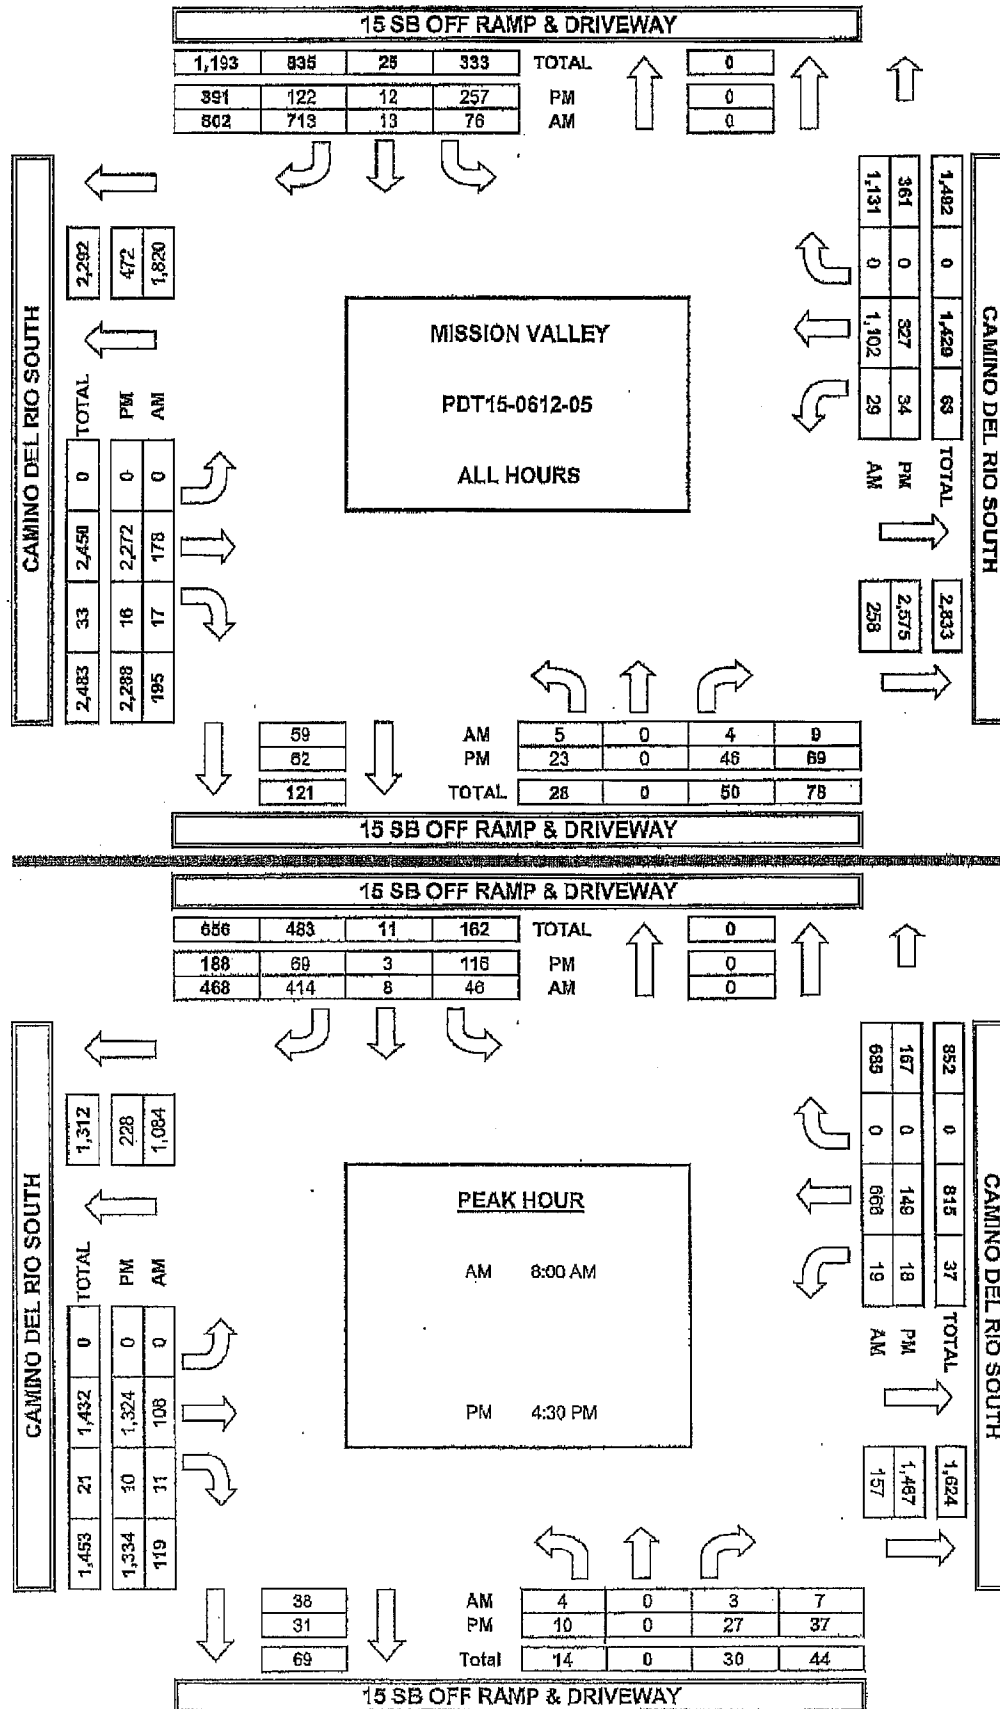 15 SB OFF RAMP & DRIVEWAY
1,193 835 25 333 TOTAL 0
391 122 12 257 PM 0
802 713 13 76 AM 0
CAMINO DEL RIO SOUTH
2,292
472
1,820
TOTAL 0 2,450 33 2,483
PM 0 2,272 16 2,288
AM 0 178 17 195
MISSION VALLEY
PDT15-0612-05
ALL HOURS
1,492 0 1,429 63 TOTAL
361 0 327 34 PM
1,131 0 1,102 29 AM
2,833
2,575
258
CAMINO DEL RIO SOUTH
59 AM 5 0 4 9
62 PM 23 0 46 69
121 TOTAL 28 0 50 78
15 SB OFF RAMP & DRIVEWAY
15 SB OFF RAMP & DRIVEWAY
656 483 11 162 TOTAL 0
188 69 3 116 PM 0
468 414 8 46 AM 0
CAMINO DEL RIO SOUTH
1,312
228
1,084
TOTAL 0 1,432 21 1,453
PM 0 1,324 10 1,334
AM 0 108 11 119
PEAK HOUR
AM 8:00 AM
PM 4:30 PM
852 0 815 37 TOTAL
167 0 149 18 PM
685 0 666 19 AM
1,624
1,467
157
CAMINO DEL RIO SOUTH
38 AM 4 0 3 7
31 PM 10 0 27 37
69 Total 14 0 30 44
15 SB OFF RAMP & DRIVEWAY